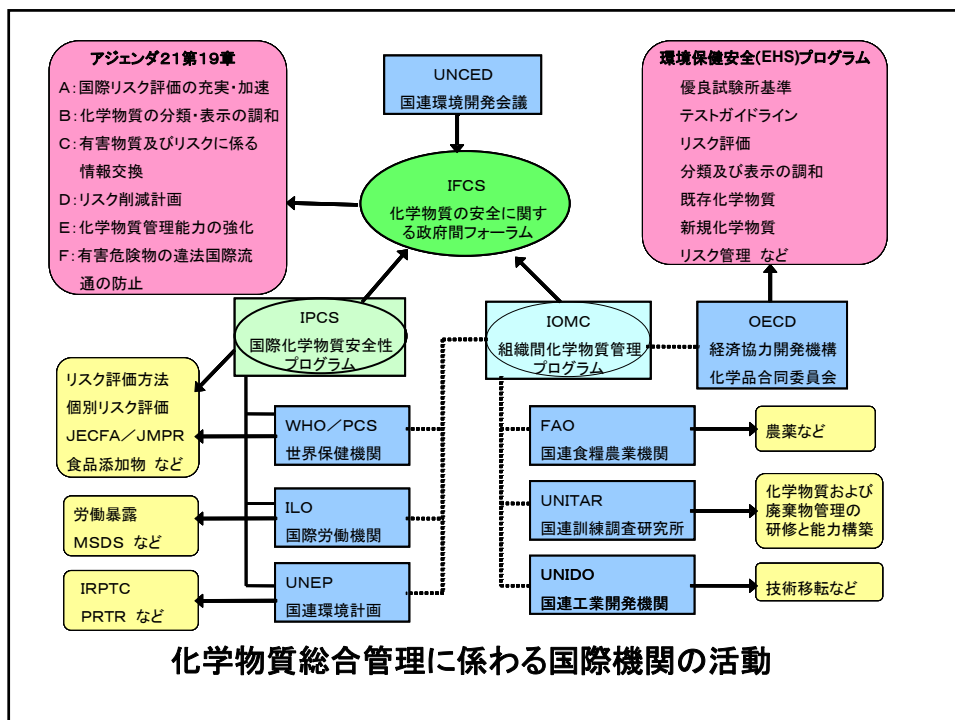 アジェンダ21第19章
A:国際リスク評価の充実・加速
B:化学物質の分類・表示の調和
C:有害物質及びリスクに係る
情報交換
D:リスク削減計画
E:化学物質管理能力の強化
F:有害危険物の違法国際流
通の防止
UNCED
国連環境開発会議
環境保健安全(EHS)プログラム
優良試験所基準
テストガイドライン
リスク評価
分類及び表示の調和
既存化学物質
新規化学物質
リスク管理 など
IFCS
化学物質の安全に関す
る政府間フォーラム
IPCS
国際化学物質安全性
プログラム
IOMC
組織間化学物質管理
プログラム
OECD
経済協力開発機構
化学品合同委員会
リスク評価方法
個別リスク評価
JECFA/JMPR
食品添加物 など
WHO/PCS
世界保健機関
FAO
国連食糧農業機関
農薬など
労働暴露
MSDS など
ILO
国際労働機関
UNITAR
国連訓練調査研究所
化学物質および
廃棄物管理の
研修と能力構築
IRPTC
PRTR など
UNEP
国連環境計画
UNIDO
国連工業開発機関
技術移転など
化学物質総合管理に係わる国際機関の活動